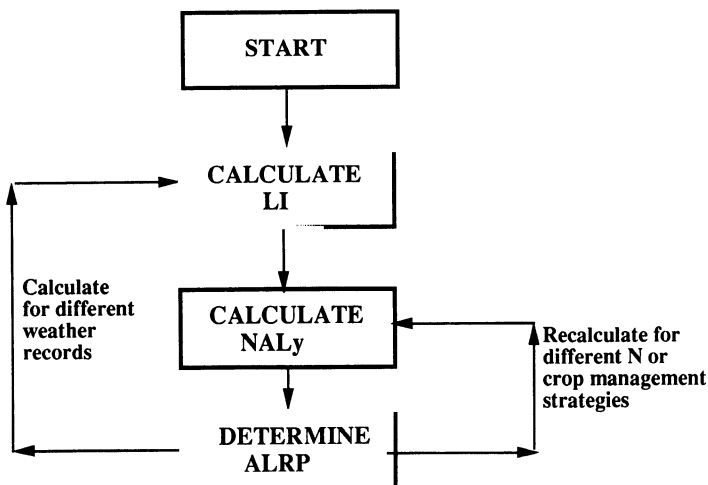 START
CALCULATE
LI
Calculate
for different
weather
records
CALCULATE
NALy
Recalculate for
different N or
crop management
strategies
DETERMINE
ALRP